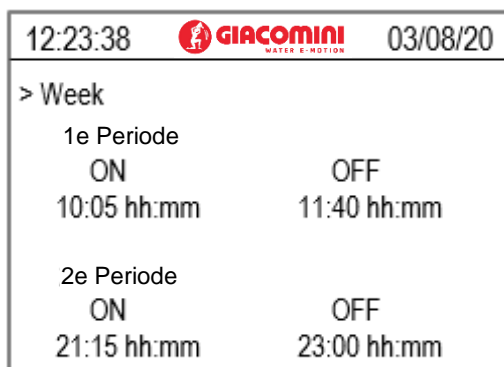 12:23:38 GIACOMINI 03/08/20
WATER E-MOTION
> Week
1e Periode
ON OFF
10:05 hh:mm 11:40 hh:mm
2e Periode
ON OFF
21:15 hh:mm 23:00 hh:mm